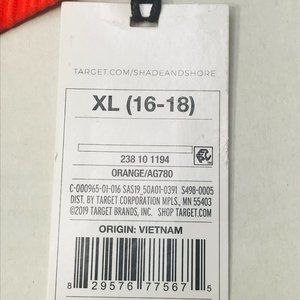 TARGET.COM/SHADEANDSHORE
XL (16-18)
238 10 1194
ORANGE/AG780
C-000965-01-016 SAS19_50A01-0391 S498-0005
DIST. BY TARGET CORPORATION MPLS., MN 55403
©2019 TARGET BRANDS, INC. SHOP TARGET.COM
ORIGIN: VIETNAM
8 29576 77567 5